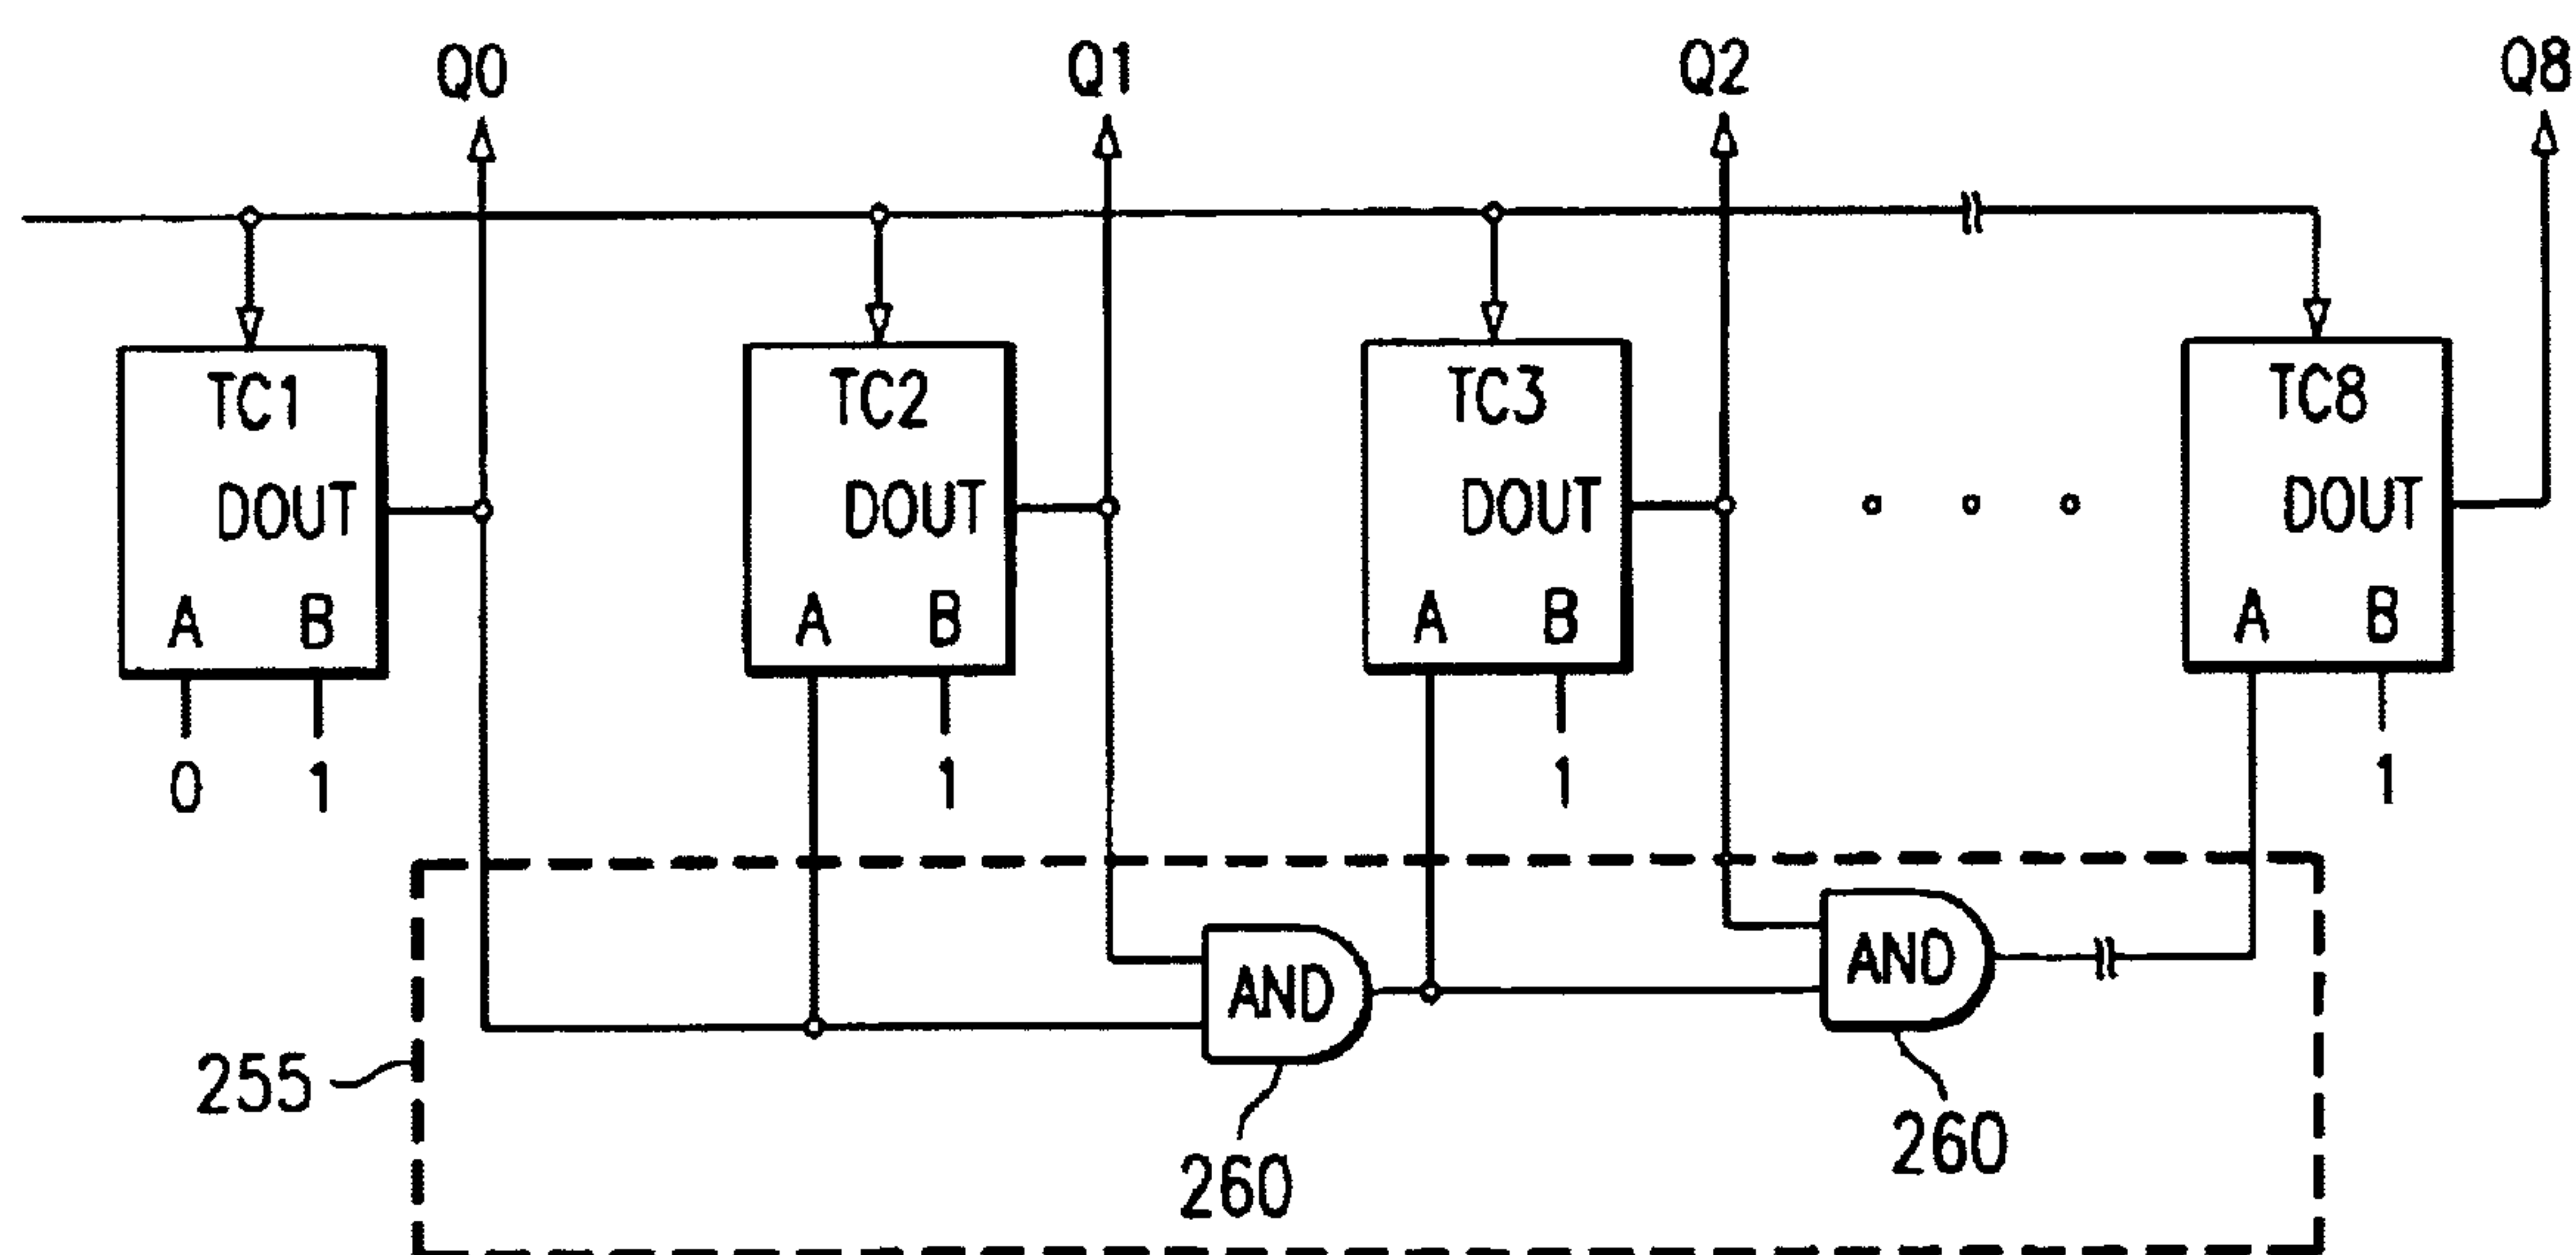 Q0 Q1 Q2 Q8
TC1 TC2 TC3 TC8
DOUT DOUT DOUT DOUT
A B A B A B A B
0 1 1 1 1
AND AND
255
260 260